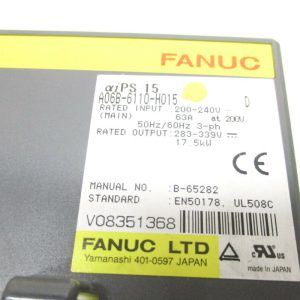 FANUC
αiPS 15
A06B-6110-H015 D
RATED INPUT :200-240V ~
(MAIN) 63A at 200V
50Hz/60Hz 3-ph
RATED OUTPUT:283-339V ⎓
17.5kW
MANUAL NO. :B-65282
STANDARD :EN50178, UL508C
V08351368
FANUC LTD
Yamanashi 401-0597 JAPAN
CE
c RU us
MADE IN JAPAN